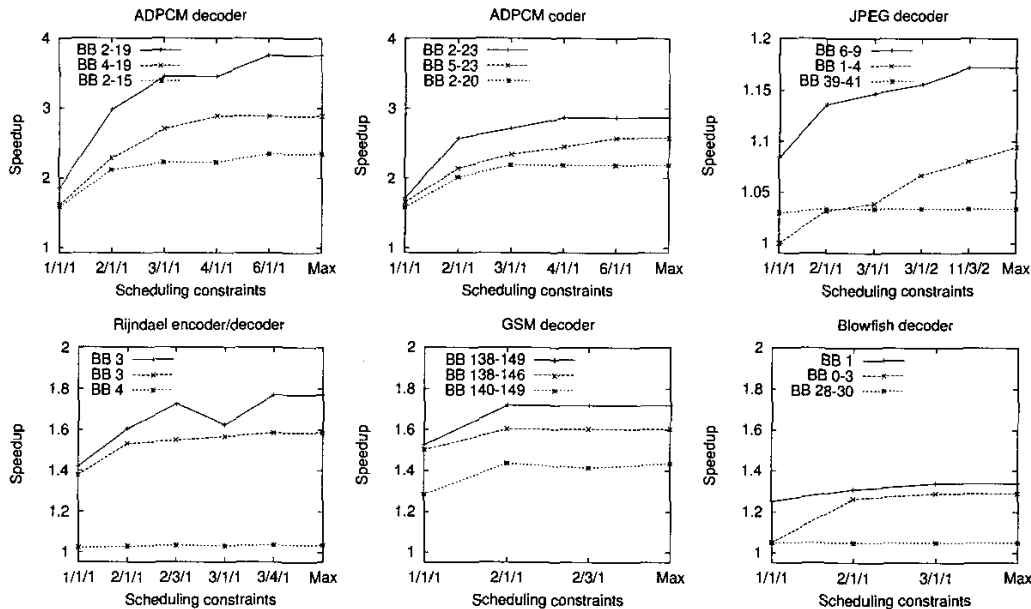 ADPCM decoder
4
3
2
1
Speedup
BB 2-19
BB 4-19
BB 2-15
1/1/1 2/1/1 3/1/1 4/1/1 6/1/1 Max
Scheduling constraints
ADPCM coder
4
3
2
1
Speedup
BB 2-23
BB 5-23
BB 2-20
1/1/1 2/1/1 3/1/1 4/1/1 6/1/1 Max
Scheduling constraints
JPEG decoder
1.2
1.15
1.1
1.05
1
Speedup
BB 6-9
BB 1-4
BB 39-41
1/1/1 2/1/1 3/1/1 3/1/2 11/3/2 Max
Scheduling constraints
Rijndael encoder/decoder
2
1.8
1.6
1.4
1.2
1
Speedup
BB 3
BB 3
BB 4
1/1/1 2/1/1 2/3/1 3/1/1 3/4/1 Max
Scheduling constraints
GSM decoder
2
1.8
1.6
1.4
1.2
1
Speedup
BB 138-149
BB 138-146
BB 140-149
1/1/1 2/1/1 2/3/1 Max
Scheduling constraints
Blowfish decoder
2
1.8
1.6
1.4
1.2
1
Speedup
BB 1
BB 0-3
BB 28-30
1/1/1 2/1/1 3/1/1 Max
Scheduling constraints